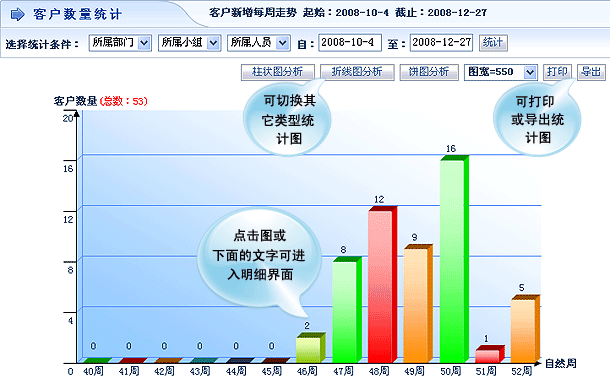 客户数量统计
客户新增每周走势 起始：2008-10-4 截止：2008-12-27
选择统计条件： 所属部门 所属小组 所属人员 自： 2008-10-4 至： 2008-12-27 统计
柱状图分析 折线图分析 饼图分析 图宽=550 打印 导出
客户数量(总数：53)
可切换其
它类型统
计图
可打印
或导出统
计图
点击图或
下面的文字可进
入明细界面
20
16
12
8
4
0
0 0 0 0 0 0 2 8 12 9 16 1 5
40周 41周 42周 43周 44周 45周 46周 47周 48周 49周 50周 51周 52周
自然周